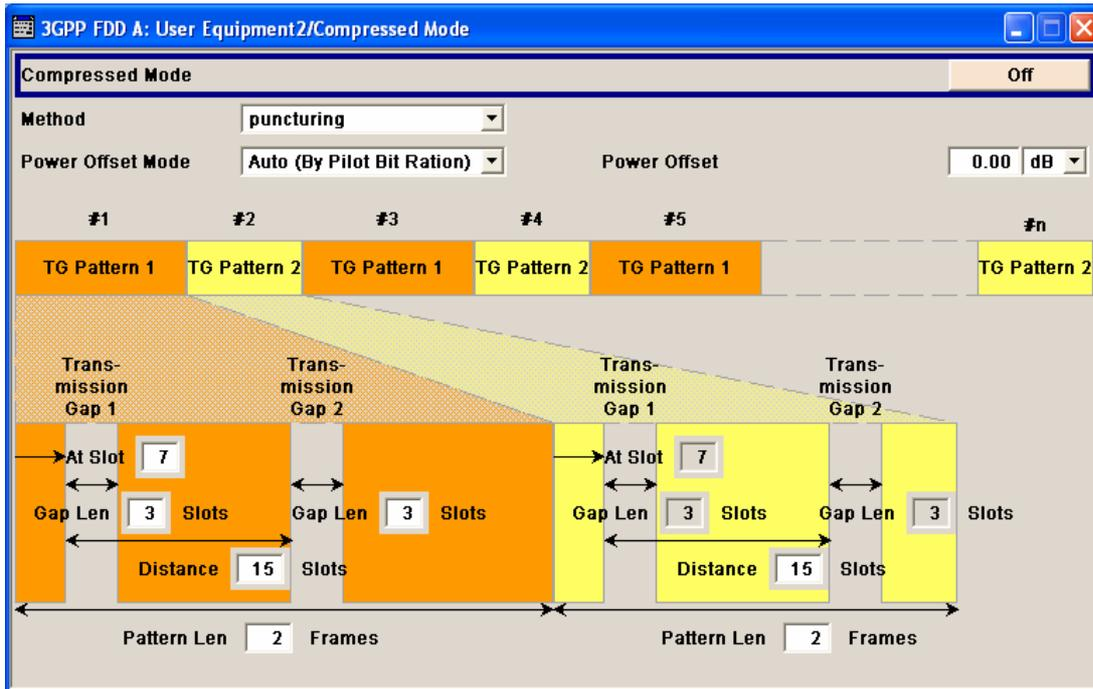 3GPP FDD A: User Equipment2/Compressed Mode
Compressed Mode Off
Method puncturing
Power Offset Mode Auto (By Pilot Bit Ration) Power Offset 0.00 dB
#1 #2 #3 #4 #5 #n
TG Pattern 1 TG Pattern 2 TG Pattern 1 TG Pattern 2 TG Pattern 1 TG Pattern 2
Trans- Trans- Trans- Trans-
mission mission mission mission
Gap 1 Gap 2 Gap 1 Gap 2
At Slot 7 At Slot 7
Gap Len 3 Slots Gap Len 3 Slots Gap Len 3 Slots Gap Len 3 Slots
Distance 15 Slots Distance 15 Slots
Pattern Len 2 Frames Pattern Len 2 Frames